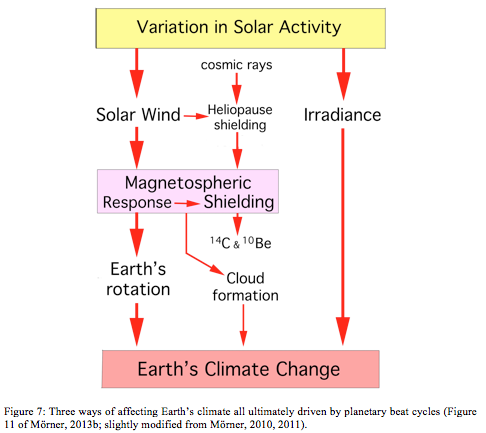 Variation in Solar Activity
cosmic rays
Solar Wind
Heliopause
shielding
Irradiance
Magnetospheric
Response
Shielding
¹⁴C & ¹⁰Be
Earth's
rotation
Cloud
formation
Earth's Climate Change
Figure 7: Three ways of affecting Earth's climate all ultimately driven by planetary beat cycles (Figure
11 of Mörner, 2013b; slightly modified from Mörner, 2010, 2011).